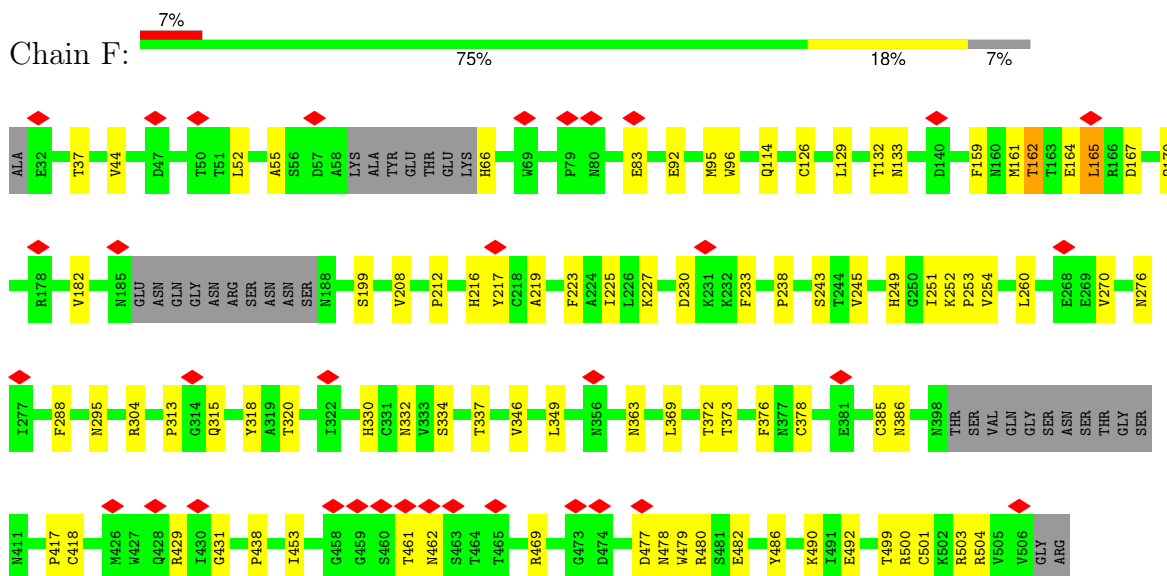 7%
Chain F:
75% 18% 7%
ALA E32 T37 V44 D47 T50 T51 L52 A55 S56 D57 A58 LYS ALA TYR GLU THR GLU LYS H66 W69 P79 N80 E83 E92 M95 W96 Q114 C126 L129 T132 N133 D140 F159 N160 M161 T162 T163 E164 L165 R166 D167
R178 V182 N185 GLU ASN GLN GLY ASN ARG SER ASN ASN SER N188 S199 V208 P212 H216 Y217 C218 A219 F223 A224 I225 L226 K227 D230 K231 K232 F233 P238 S243 T244 V245 H249 G250 I251 K252 P253 V254 L260 E268 E269 V270 N276
I277 F288 N295 R304 P313 G314 Q315 Y318 A319 T320 I322 H330 C331 N332 V333 S334 T337 V346 L349 N356 N363 L369 T372 T373 F376 N377 C378 E381 C385 N386 N398 THR SER VAL GLN GLY SER ASN SER THR GLY SER
N411 P417 C418 M426 W427 Q428 R429 I430 G431 P438 I453 G458 G459 S460 T461 N462 S463 T464 T465 R469 G473 D474 D477 N478 W479 R480 S481 E482 Y486 K490 I491 E492 T499 R500 C501 K502 R503 R504 V505 V506 GLY ARG